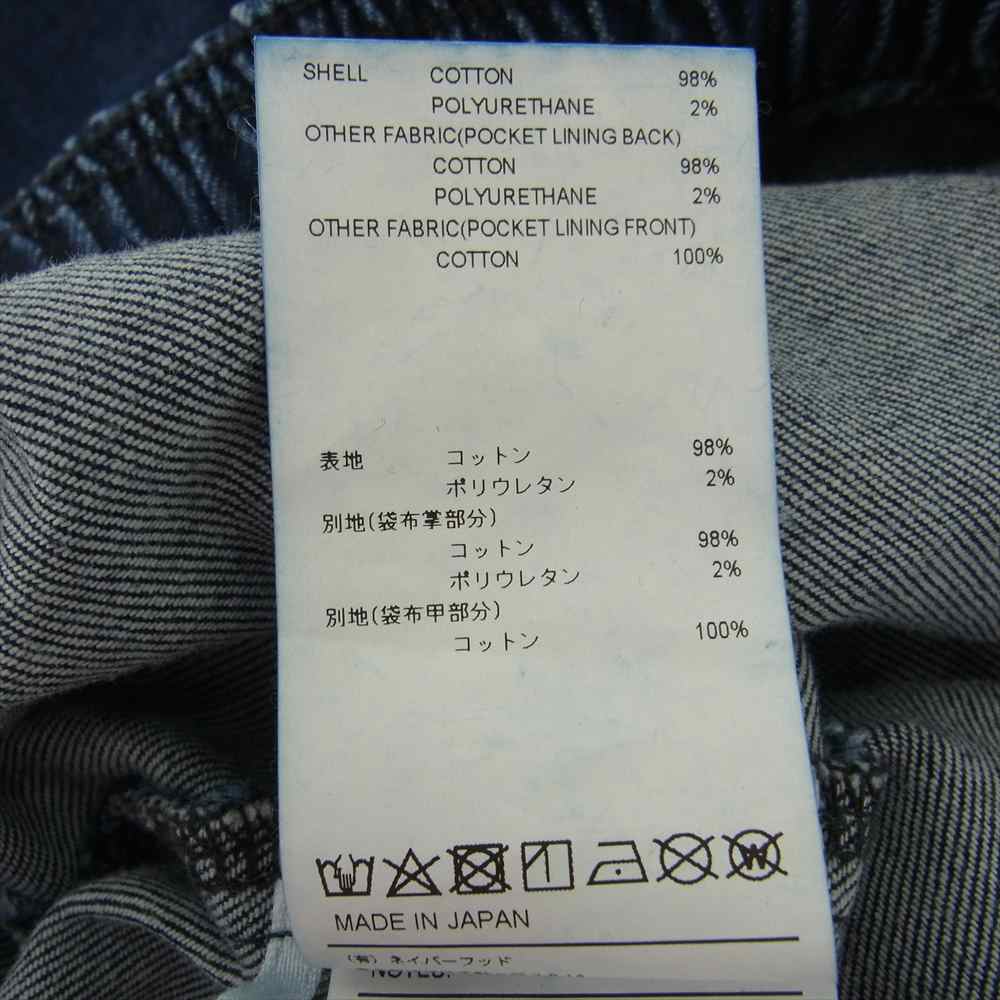 SHELL COTTON 98%
POLYURETHANE 2%
OTHER FABRIC(POCKET LINING BACK)
COTTON 98%
POLYURETHANE 2%
OTHER FABRIC(POCKET LINING FRONT)
COTTON 100%
表地 コットン 98%
ポリウレタン 2%
別地(袋布掌部分)
コットン 98%
ポリウレタン 2%
別地(袋布甲部分)
コットン 100%
W
MADE IN JAPAN
(有) ネイバーフッド